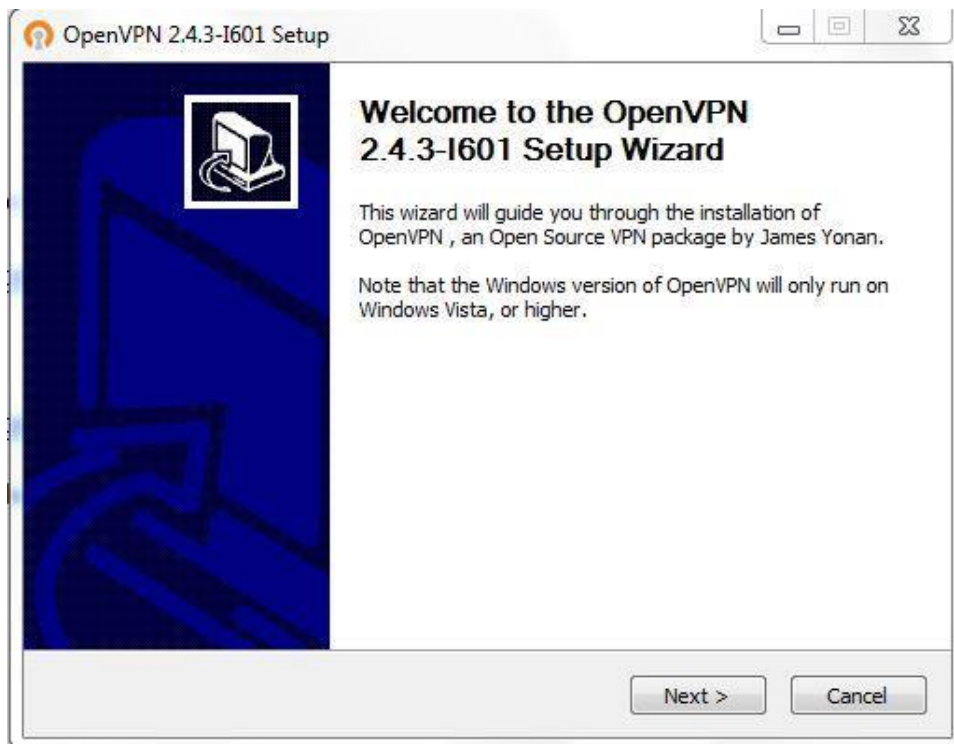 OpenVPN 2.4.3-I601 Setup
Welcome to the OpenVPN
2.4.3-I601 Setup Wizard
This wizard will guide you through the installation of
OpenVPN , an Open Source VPN package by James Yonan.
Note that the Windows version of OpenVPN will only run on
Windows Vista, or higher.
Next >
Cancel